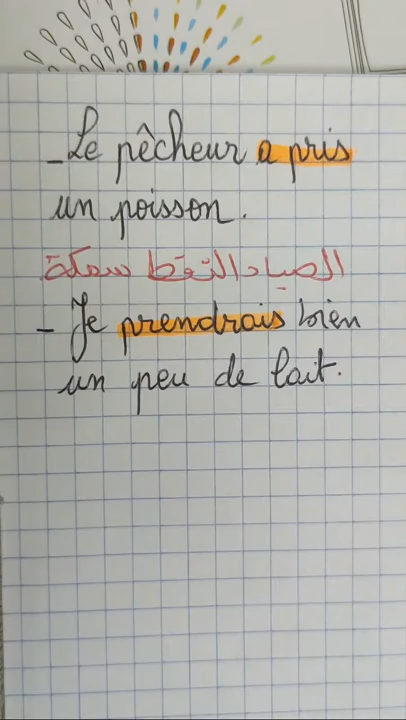 - Le pêcheur a pris
un poisson.
الصياد التقط سمكة
- Je prendrais bien
un peu de lait.